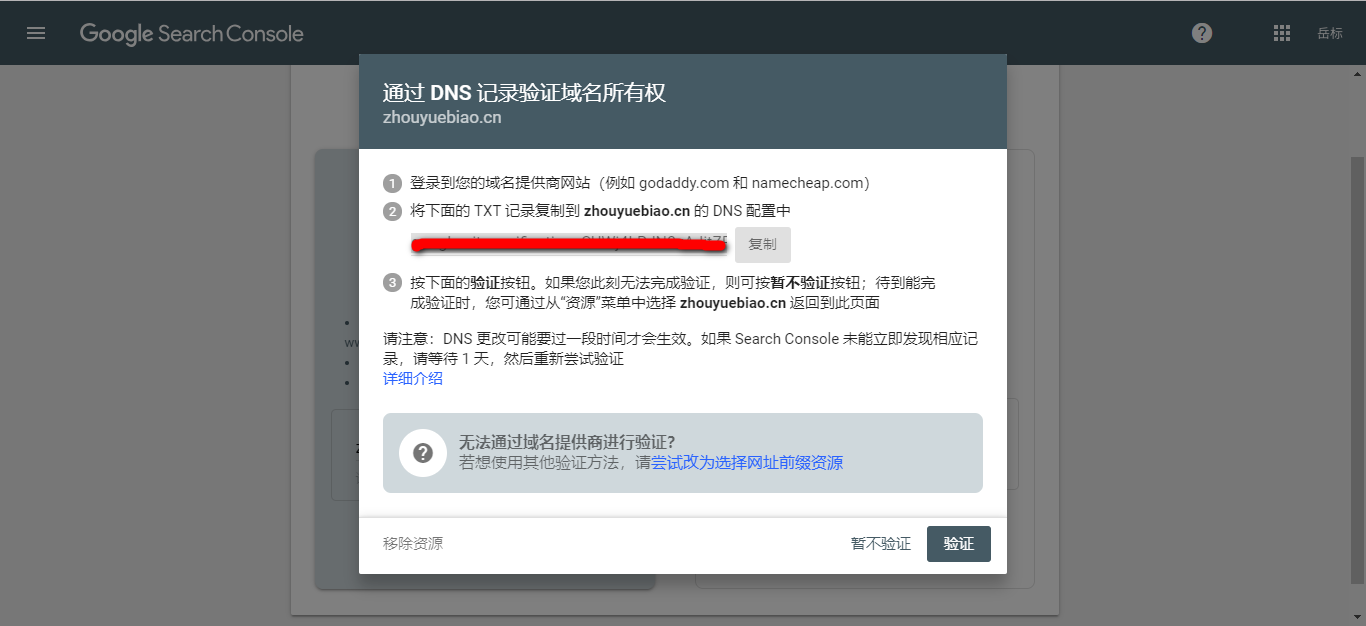 Google Search Console
岳标
通过 DNS 记录验证域名所有权
zhouyuebiao.cn
1 登录到您的域名提供商网站（例如 godaddy.com 和 namecheap.com）
2 将下面的 TXT 记录复制到 zhouyuebiao.cn 的 DNS 配置中
复制
3 按下面的验证按钮。如果您此刻无法完成验证，则可按暂不验证按钮；待到能完
成验证时，您可通过从“资源”菜单中选择 zhouyuebiao.cn 返回到此页面
请注意：DNS 更改可能要过一段时间才会生效。如果 Search Console 未能立即发现相应记
录，请等待 1 天，然后重新尝试验证
详细介绍
无法通过域名提供商进行验证?
若想使用其他验证方法，请尝试改为选择网址前缀资源
移除资源
暂不验证
验证